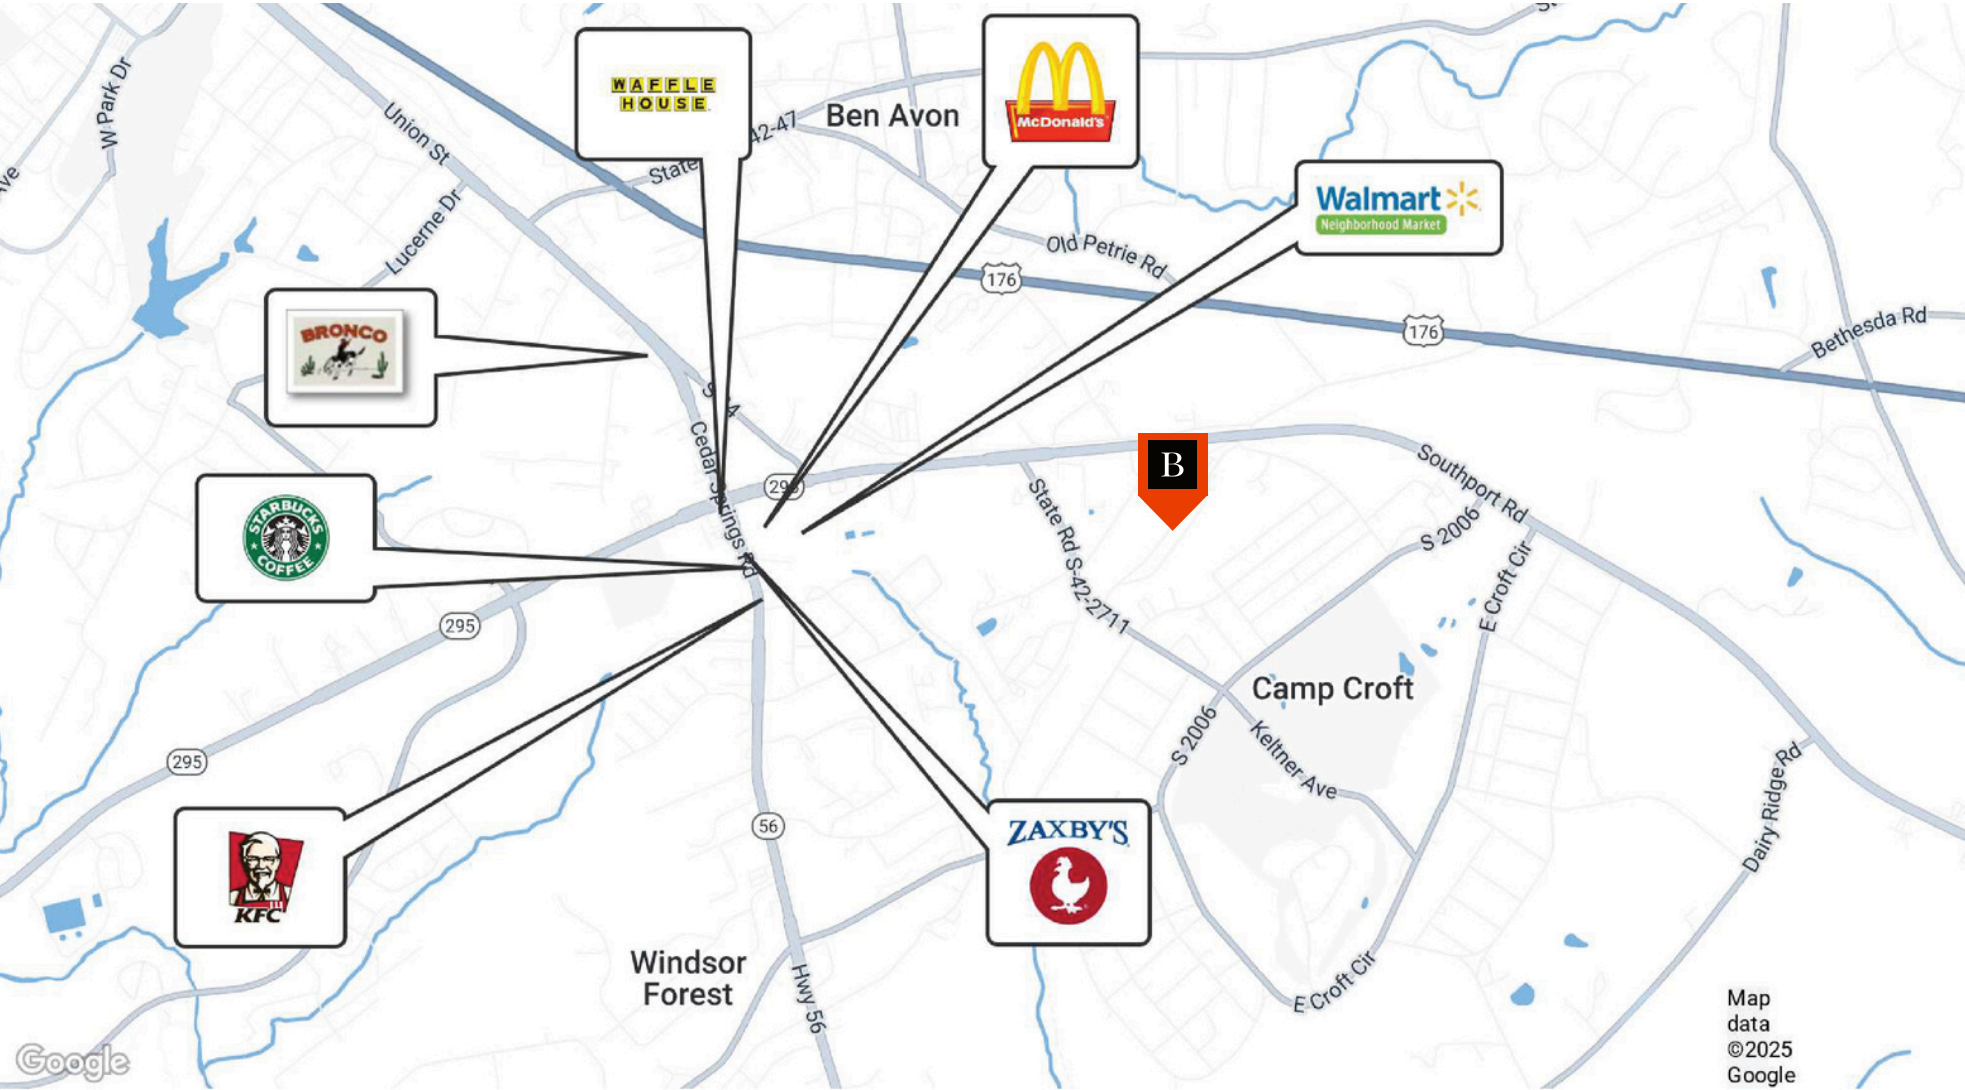 W Park Dr
Union St
Lucerne Dr
WAFFLE
HOUSE
State
42-47
Ben Avon
McDonald's
Walmart
Neighborhood Market
Old Petrie Rd
176
176
Bethesda Rd
BRONCO
Cedar Springs Rd
295
B
Southport Rd
S 2006
State Rd S-42-2711
E Croft Cir
STARBUCKS
COFFEE
295
295
Camp Croft
S 2006
Keltner Ave
Dairy Ridge Rd
KFC
56
ZAXBY'S
Windsor
Forest
Hwy 56
E Croft Cir
Map
data
©2025
Google
Google